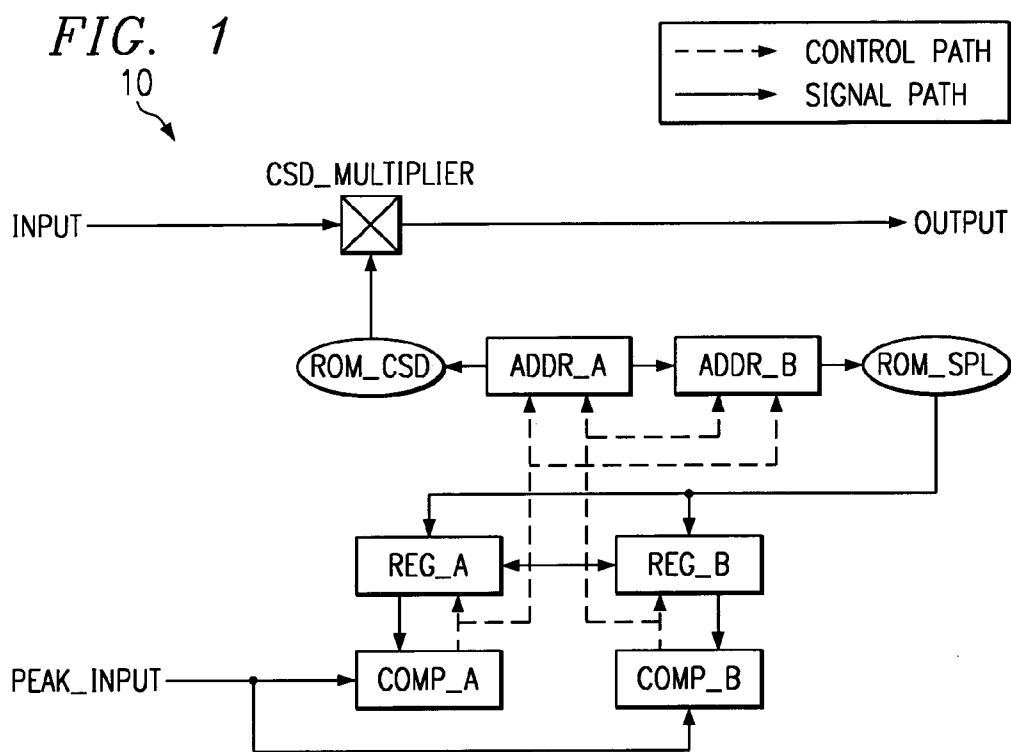 FIG. 1
10
CONTROL PATH
SIGNAL PATH
CSD_MULTIPLIER
INPUT
OUTPUT
ROM_CSD
ADDR_A
ADDR_B
ROM_SPL
REG_A
REG_B
PEAK_INPUT
COMP_A
COMP_B